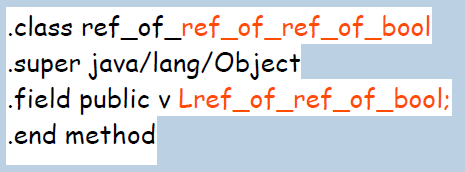 .class ref_of_ref_of_ref_of_bool
.super java/lang/Object
.field public v Lref_of_ref_of_bool;
.end method